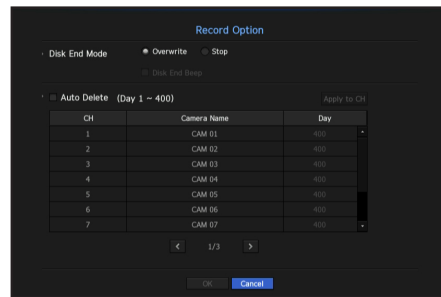 Record Option
Disk End Mode Overwrite Stop
Disk End Beep
Auto Delete (Day 1 ~ 400) Apply to CH
CH Camera Name Day
1 CAM 01 400
2 CAM 02 400
3 CAM 03 400
4 CAM 04 400
5 CAM 05 400
6 CAM 06 400
7 CAM 07 400
< 1/3 >
OK Cancel